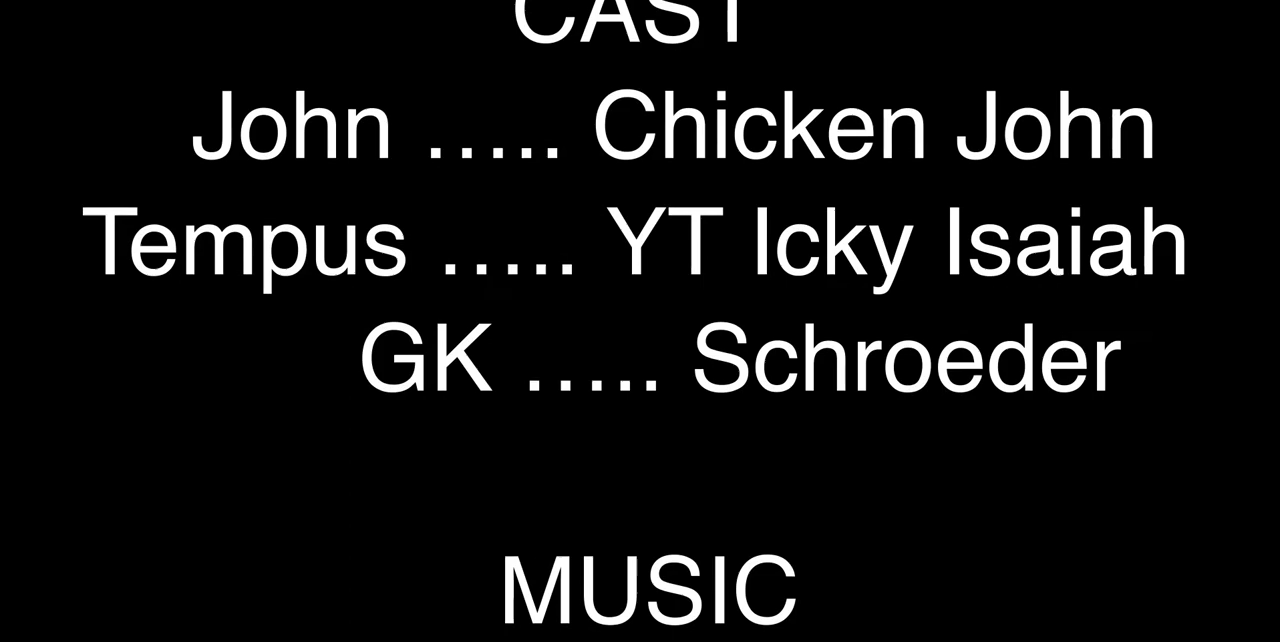 CAST
John ..... Chicken John
Tempus ..... YT Icky Isaiah
GK ..... Schroeder
MUSIC